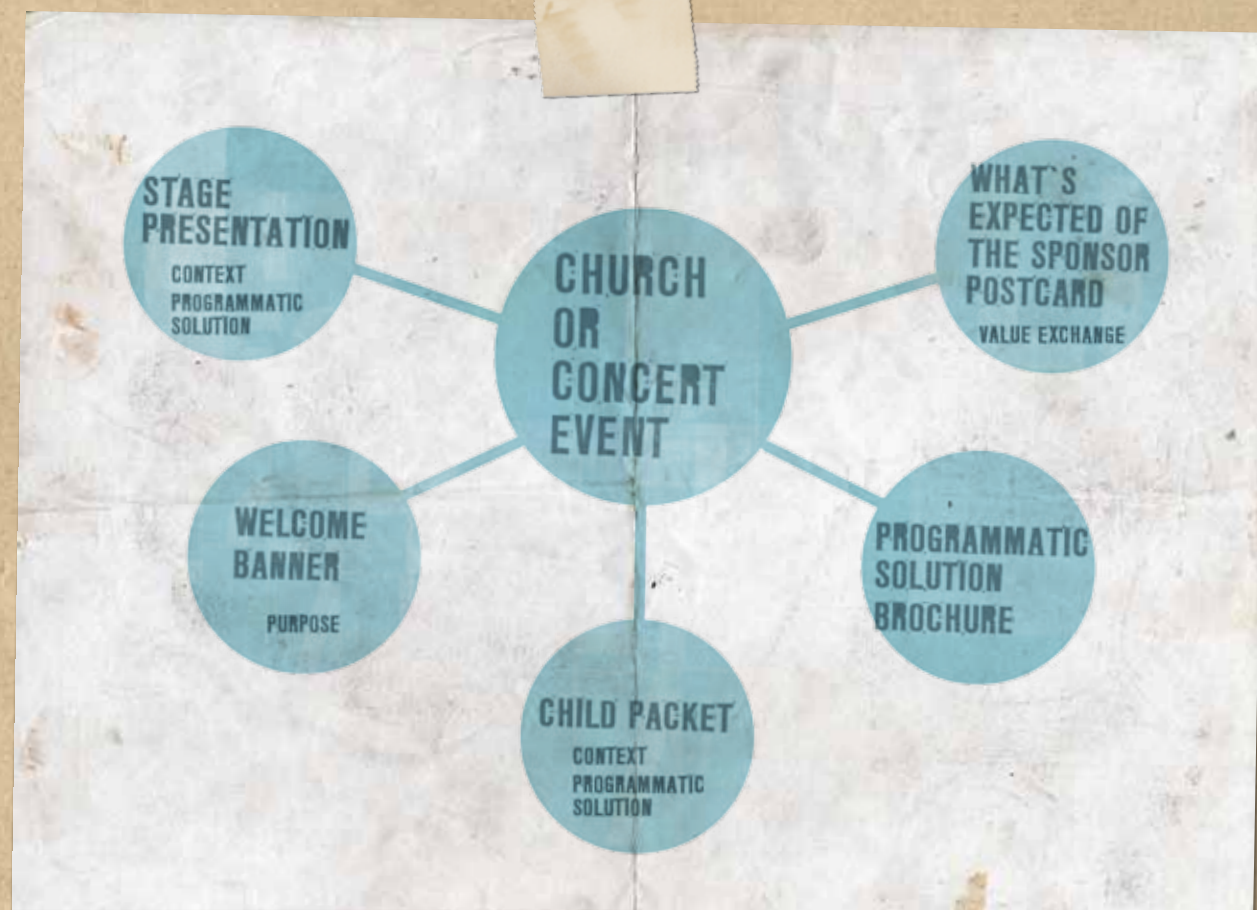 STAGE
PRESENTATION
CONTEXT
PROGRAMMATIC
SOLUTION
CHURCH
OR
CONCERT
EVENT
WHAT`S
EXPECTED OF
THE SPONSOR
POSTCARD
VALUE EXCHANGE
WELCOME
BANNER
PURPOSE
PROGRAMMATIC
SOLUTION
BROCHURE
CHILD PACKET
CONTEXT
PROGRAMMATIC
SOLUTION